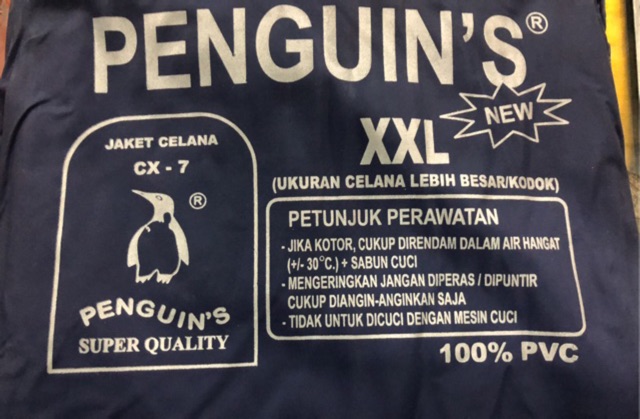 PENGUIN'S®
NEW
XXL
(UKURAN CELANA LEBIH BESAR/KODOK)
JAKET CELANA
CX - 7
®
PENGUIN'S
SUPER QUALITY
PETUNJUK PERAWATAN
- JIKA KOTOR, CUKUP DIRENDAM DALAM AIR HANGAT
(+/- 30°C.) + SABUN CUCI
- MENGERINGKAN JANGAN DIPERAS / DIPUNTIR
CUKUP DIANGIN-ANGINKAN SAJA
- TIDAK UNTUK DICUCI DENGAN MESIN CUCI
100% PVC